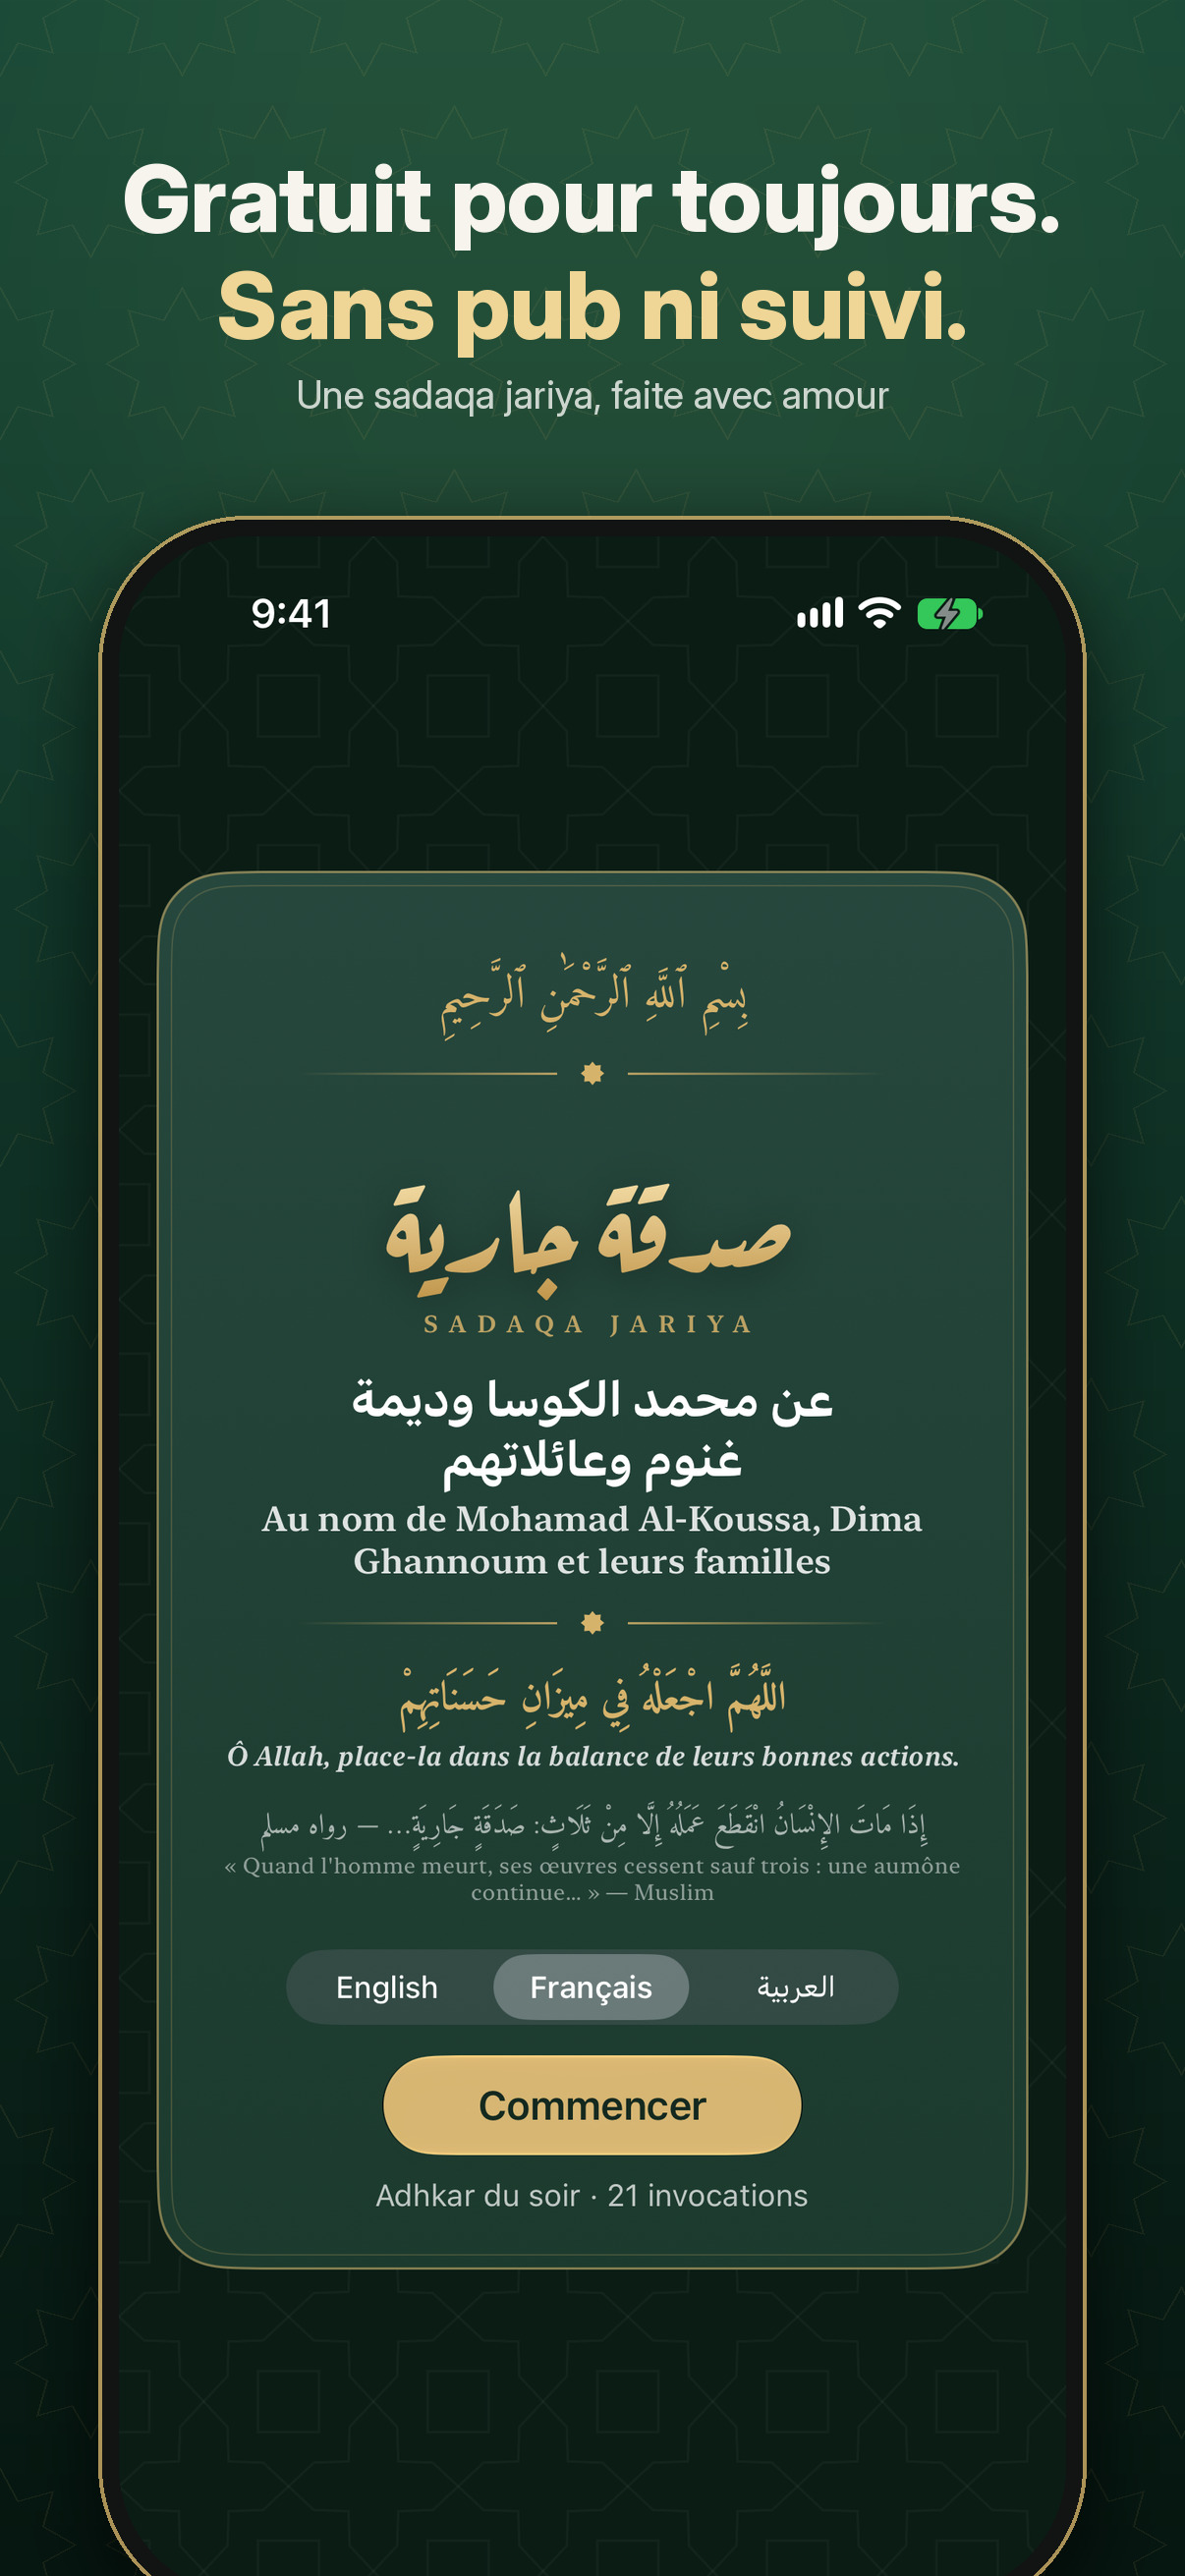 Gratuit pour toujours.
Sans pub ni suivi.
Une sadaqa jariya, faite avec amour
9:41
بِسْمِ ٱللَّهِ ٱلرَّحْمَٰنِ ٱلرَّحِيمِ
صدقة جارية
SADAQA JARIYA
عن محمد الكوسا وديمة
غنوم وعائلاتهم
Au nom de Mohamad Al-Koussa, Dima
Ghannoum et leurs familles
اللَّهُمَّ اجْعَلْهُ فِي مِيزَانِ حَسَنَاتِهِمْ
Ô Allah, place-la dans la balance de leurs bonnes actions.
إِذَا مَاتَ الإِنْسَانُ انْقَطَعَ عَمَلُهُ إِلَّا مِنْ ثَلَاثٍ: صَدَقَةٍ جَارِيَةٍ... — رواه مسلم
« Quand l'homme meurt, ses œuvres cessent sauf trois : une aumône
continue… » — Muslim
English Français العربية
Commencer
Adhkar du soir · 21 invocations